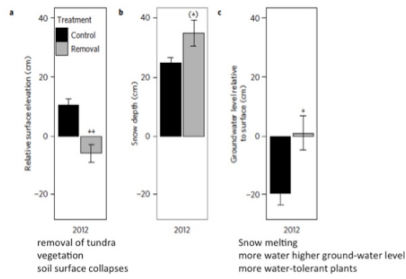 a
Treatment
Control
Removal
Relative surface elevation (cm)
40
20
0
−20
**
2012
b
Snow depth (cm)
40
20
0
−20
(*)
2012
c
Groundwater level relative
to surface (cm)
40
20
0
−20
*
2012
removal of tundra
vegetation
soil surface collapses
Snow melting
more water higher ground-water level
more water-tolerant plants